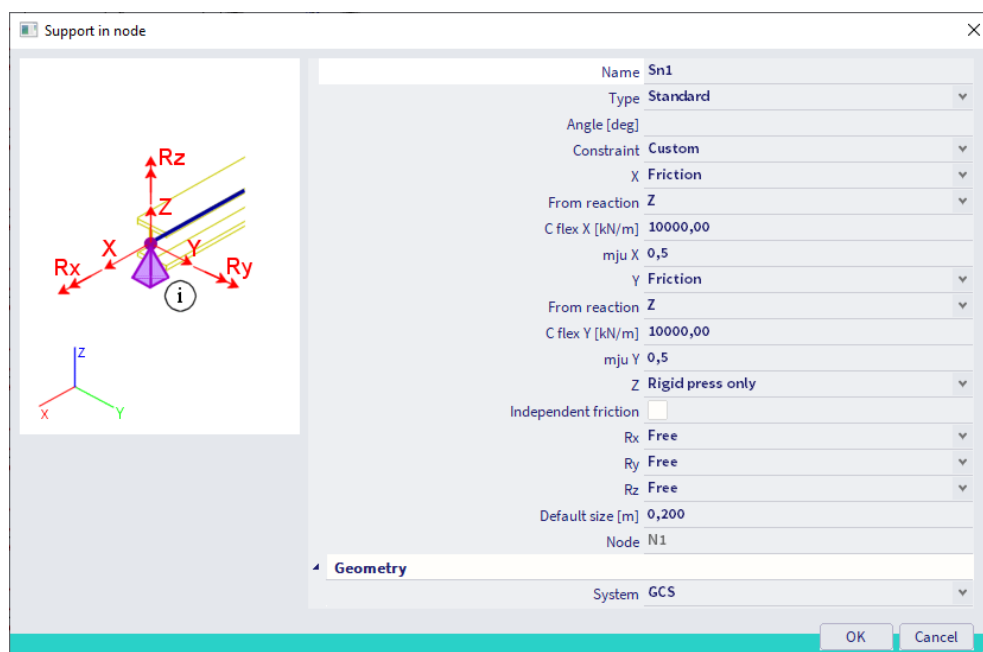 Support in node
Rz
Z
X
Y
Rx
Ry
i
Z
X
Y
Name Sn1
Type Standard
Angle [deg]
Constraint Custom
X Friction
From reaction Z
C flex X [kN/m] 10000,00
mju X 0,5
Y Friction
From reaction Z
C flex Y [kN/m] 10000,00
mju Y 0,5
Z Rigid press only
Independent friction
Rx Free
Ry Free
Rz Free
Default size [m] 0,200
Node N1
Geometry
System GCS
OK Cancel